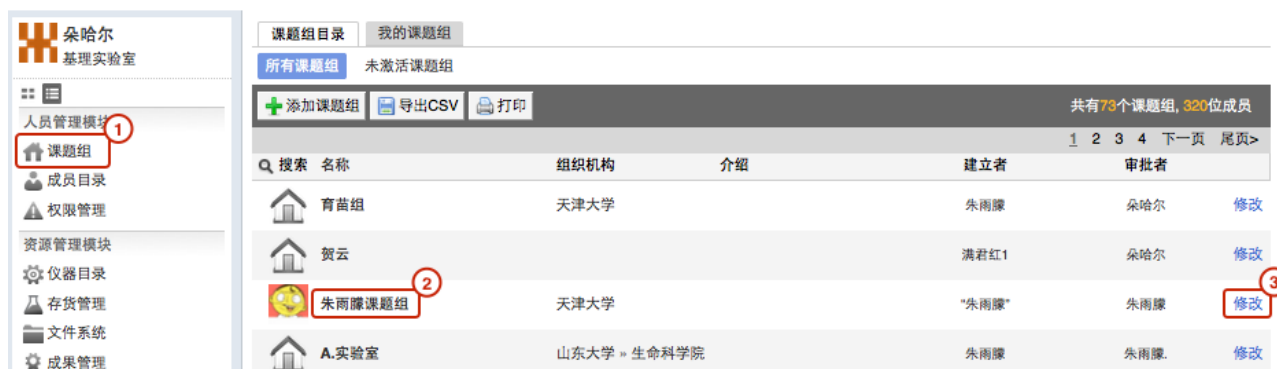 朵哈尔
基理实验室
人员管理模块
1
课题组
成员目录
权限管理
资源管理模块
仪器目录
存货管理
文件系统
成果管理
课题组目录 我的课题组
所有课题组 未激活课题组
添加课题组 导出CSV 打印 共有73个课题组, 320位成员
1 2 3 4 下一页 尾页>
搜索 名称 组织机构 介绍 建立者 审批者
育苗组 天津大学 朱雨朦 朵哈尔 修改
贺云 满君红1 朵哈尔 修改
2 3
朱雨朦课题组 天津大学 "朱雨朦" 朱雨朦 修改
A.实验室 山东大学 » 生命科学院 朱雨朦 朱雨朦. 修改